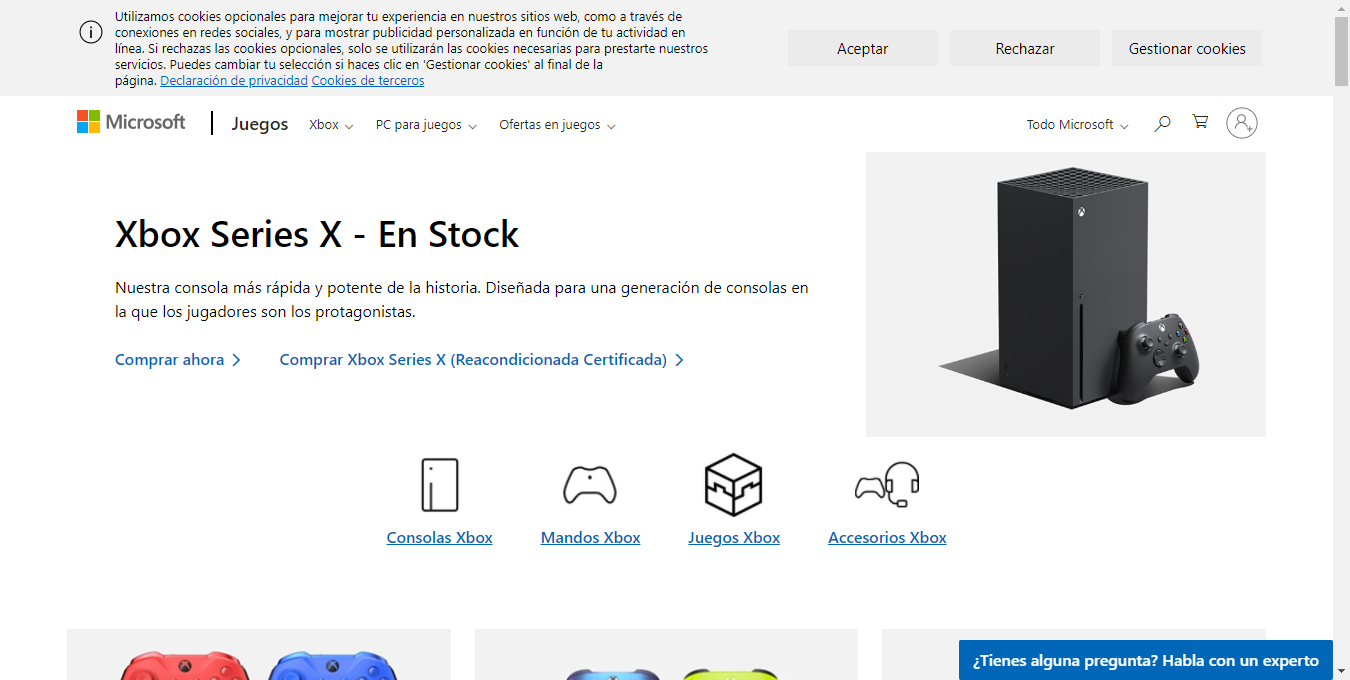 Utilizamos cookies opcionales para mejorar tu experiencia en nuestros sitios web, como a través de
conexiones en redes sociales, y para mostrar publicidad personalizada en función de tu actividad en
línea. Si rechazas las cookies opcionales, solo se utilizarán las cookies necesarias para prestarte nuestros
servicios. Puedes cambiar tu selección si haces clic en 'Gestionar cookies' al final de la
página. Declaración de privacidad Cookies de terceros
Aceptar
Rechazar
Gestionar cookies
Microsoft
Juegos
Xbox
PC para juegos
Ofertas en juegos
Todo Microsoft
Xbox Series X - En Stock
Nuestra consola más rápida y potente de la historia. Diseñada para una generación de consolas en
la que los jugadores son los protagonistas.
Comprar ahora
Comprar Xbox Series X (Reacondicionada Certificada)
Consolas Xbox
Mandos Xbox
Juegos Xbox
Accesorios Xbox
¿Tienes alguna pregunta? Habla con un experto